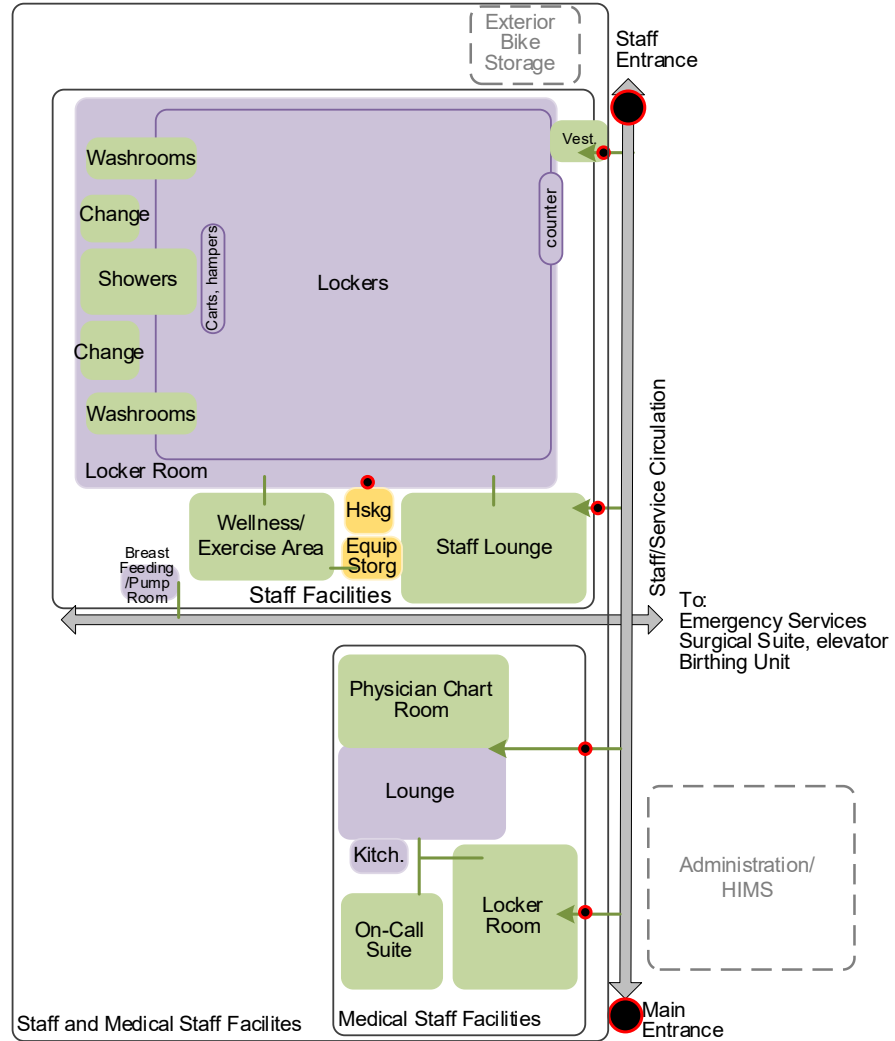 Exterior
Bike
Storage
Staff
Entrance
Vest.
Washrooms
Change
Showers
Change
Washrooms
Carts, hampers
Lockers
counter
Locker Room
Staff/Service Circulation
Wellness/
Exercise Area
Hskg
Equip
Storg
Staff Lounge
Breast
Feeding
/Pump
Room
Staff Facilities
To:
Emergency Services
Surgical Suite, elevator
Birthing Unit
Physician Chart
Room
Lounge
Kitch.
On-Call
Suite
Locker
Room
Administration/
HIMS
Medical Staff Facilities
Staff and Medical Staff Facilites
Main
Entrance